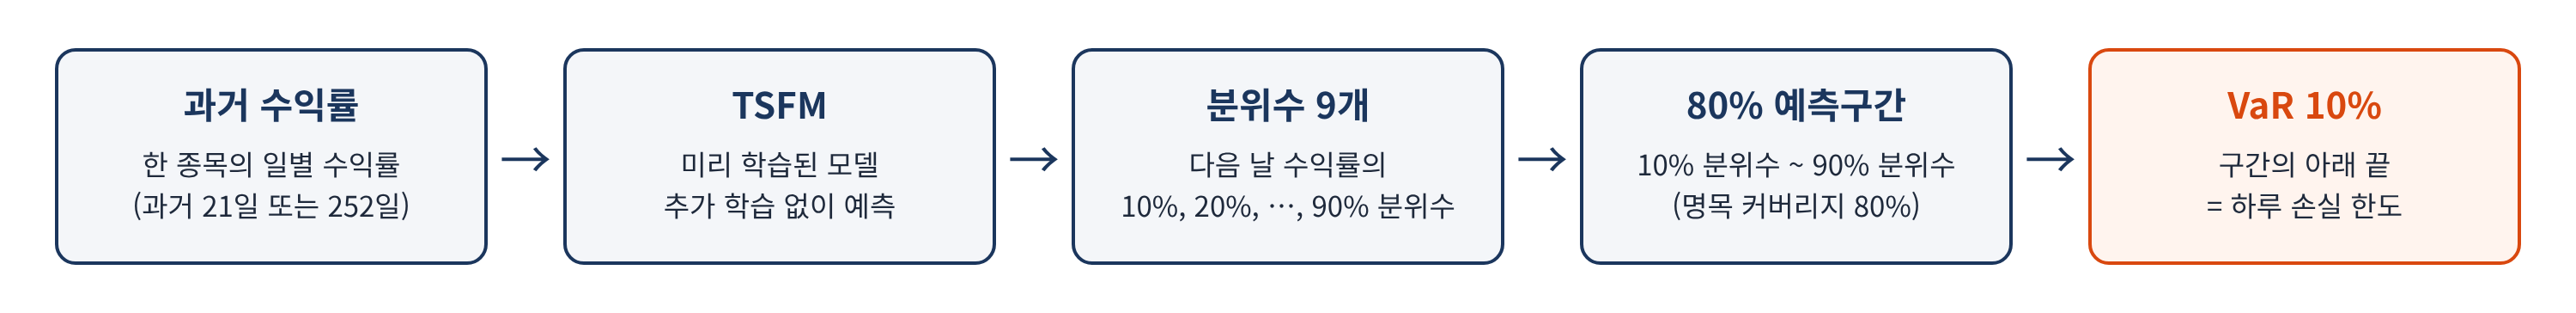 과거 수익률
한 종목의 일별 수익률
(과거 21일 또는 252일)
→
TSFM
미리 학습된 모델
추가 학습 없이 예측
→
분위수 9개
다음 날 수익률의
10%, 20%, ⋯, 90% 분위수
→
80% 예측구간
10% 분위수 ~ 90% 분위수
(명목 커버리지 80%)
→
VaR 10%
구간의 아래 끝
= 하루 손실 한도